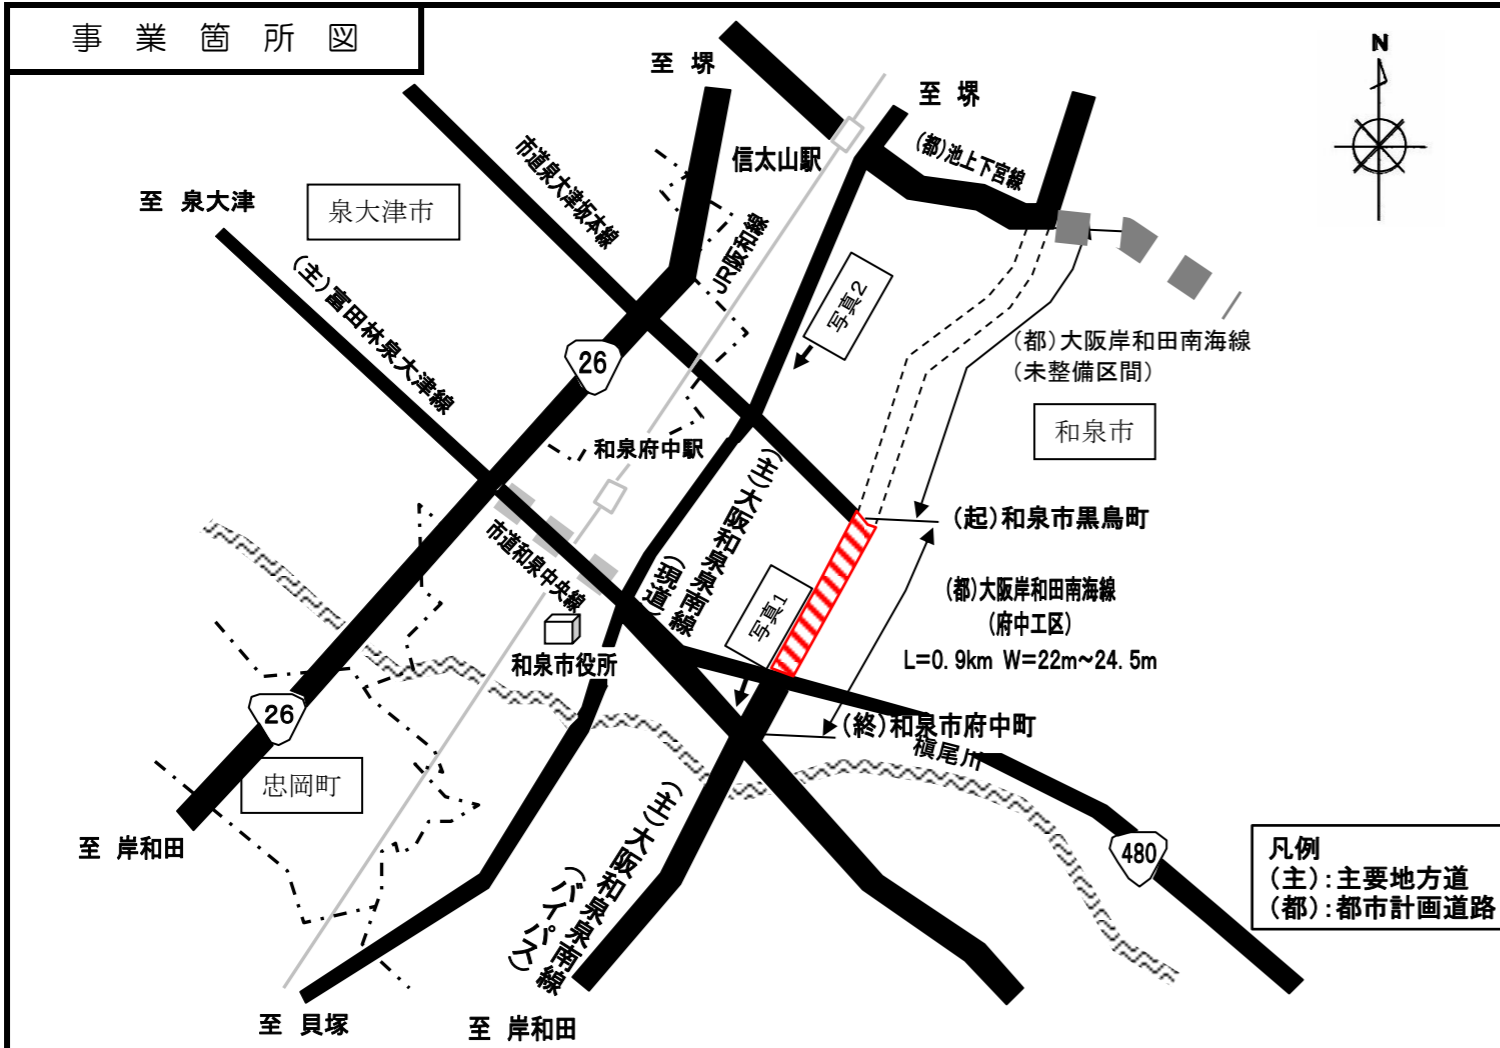 事業箇所図
N
至 堺
至 堺
(都)池上下宮線
信太山駅
市道泉大津坂本線
至 泉大津
泉大津市
JR阪和線
(主)富田林泉大津線
写真2
(都)大阪岸和田南海線
(未整備区間)
26
和泉市
和泉府中駅
(主)大阪和泉泉南線
(現道)
(起)和泉市黒鳥町
市道和泉中央線
(都)大阪岸和田南海線
(府中工区)
L=0.9km W=22m~24.5m
写真1
和泉市役所
26
(終)和泉市府中町
槇尾川
忠岡町
(主)大阪和泉泉南線
(バイパス)
至 岸和田
480
凡例
(主):主要地方道
(都):都市計画道路
至 貝塚
至 岸和田